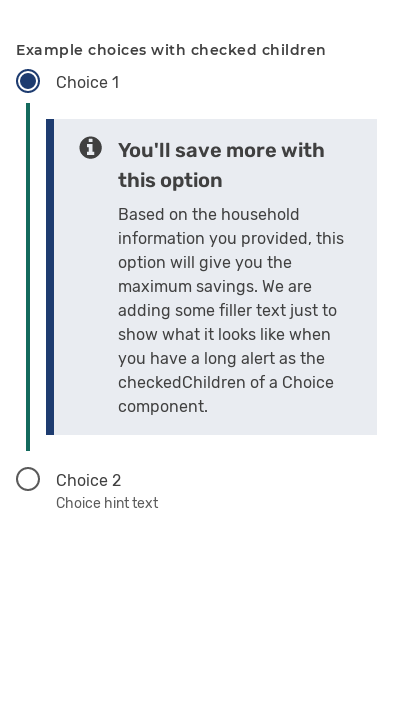 Example choices with checked children
Choice 1
You'll save more with
this option
Based on the household
information you provided, this
option will give you the
maximum savings. We are
adding some filler text just to
show what it looks like when
you have a long alert as the
checkedChildren of a Choice
component.
Choice 2
Choice hint text